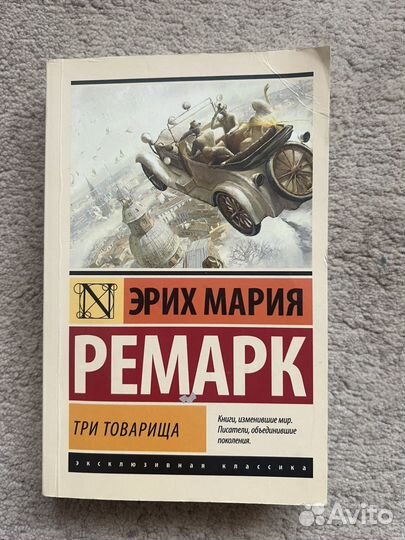 N
ЭРИХ МАРИЯ
РЕМАРК
ТРИ ТОВАРИЩА
Книги, изменившие мир.
Писатели, объединившие
поколения.
эксклюзивная классика
Avito